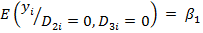 E(yᵢ/D₂ᵢ = 0, D₃ᵢ = 0) = β₁